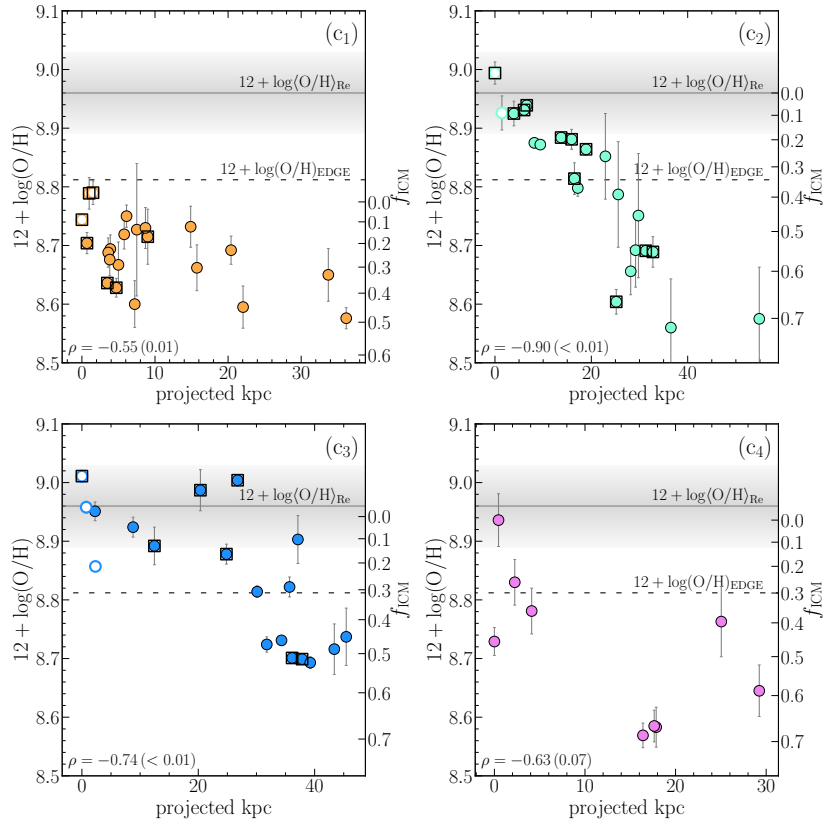 9.1
9.0
8.9
8.8
8.7
8.6
8.5
12 + log(O/H)
(c₁)
12 + log⟨O/H⟩Re
12 + log(O/H)EDGE
ρ = −0.55 (0.01)
0.0
0.1
0.2
0.3
0.4
0.5
0.6
fICM
0 10 20 30
projected kpc
9.1
9.0
8.9
8.8
8.7
8.6
8.5
12 + log(O/H)
(c₂)
12 + log⟨O/H⟩Re
12 + log(O/H)EDGE
ρ = −0.90 (< 0.01)
0.0
0.1
0.2
0.3
0.4
0.5
0.6
0.7
fICM
0 20 40
projected kpc
9.1
9.0
8.9
8.8
8.7
8.6
8.5
12 + log(O/H)
(c₃)
12 + log⟨O/H⟩Re
12 + log(O/H)EDGE
ρ = −0.74 (< 0.01)
0.0
0.1
0.2
0.3
0.4
0.5
0.6
0.7
fICM
0 20 40
projected kpc
9.1
9.0
8.9
8.8
8.7
8.6
8.5
12 + log(O/H)
(c₄)
12 + log⟨O/H⟩Re
12 + log(O/H)EDGE
ρ = −0.63 (0.07)
0.0
0.1
0.2
0.3
0.4
0.5
0.6
0.7
fICM
0 10 20 30
projected kpc